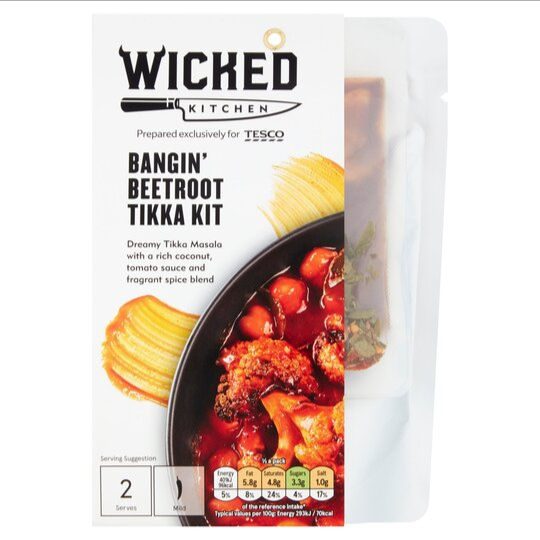 WICKED
KITCHEN
Prepared exclusively for TESCO
BANGIN'
BEETROOT
TIKKA KIT
Dreamy Tikka Masala
with a rich coconut,
tomato sauce and
fragrant spice blend
Serving Suggestion
2
Serves
Mild
½ a pack
Energy Fat Saturates Sugars Salt
401kJ 5.8g 4.8g 3.3g 1.0g
96kcal
5% 8% 24% 4% 17%
of the reference intake*
Typical values per 100g: Energy 293kJ / 70kcal